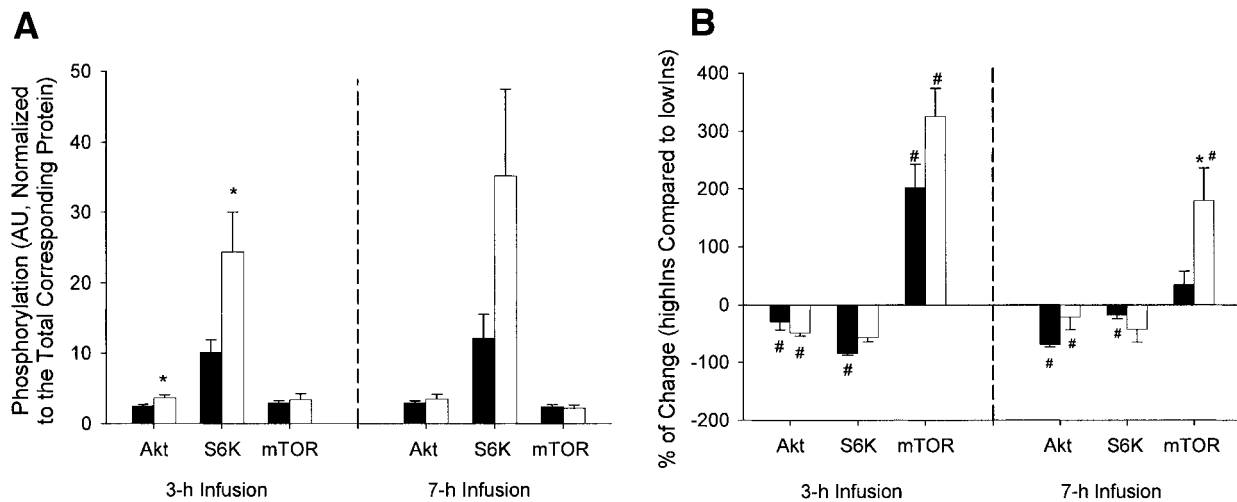 A
Phosphorylation (AU, Normalized
to the Total Corresponding Protein)
50
40
30
20
10
0
*
*
Akt
S6K
mTOR
Akt
S6K
mTOR
3-h Infusion
7-h Infusion
B
% of Change (highIns Compared to lowIns)
400
300
200
100
0
-100
-200
#
#
#
#
#
* #
#
#
#
Akt
S6K
mTOR
Akt
S6K
mTOR
3-h Infusion
7-h Infusion